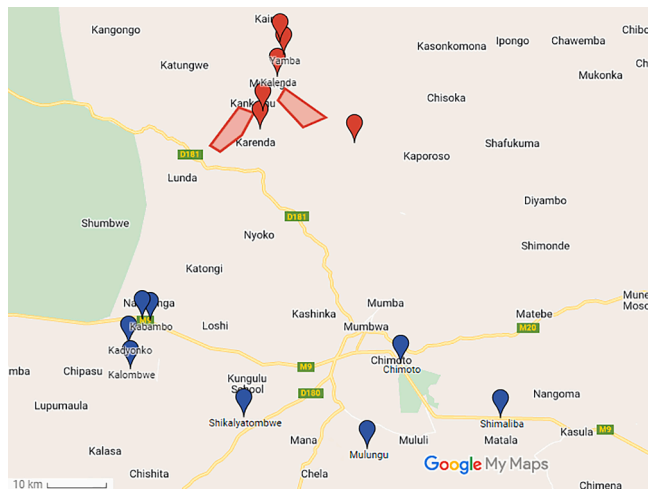 Kangongo
Kasonkomona
Ipongo
Chawemba
Katungwe
Yamba
Mukonka
Kalenda
Chisoka
Karenda
Shafukuma
D181
Kaporoso
Lunda
Diyambo
D181
Shumbwe
Nyoko
Shimonde
Katongi
Mumba
Kashinka
Matebe
Kabambo
Loshi
Mumbwa
M20
Kadyonko
Chimoto
Chimoto
Kalombwe
Chipasu
M9
Kungulu
School
D180
Nangoma
Lupumaula
Shikalyatombwe
Shimaliba
Kasula
M9
Mana
Mululi
Matala
Kalasa
Mulungu
Chishita
Chela
Google My Maps
10 km
Chimena